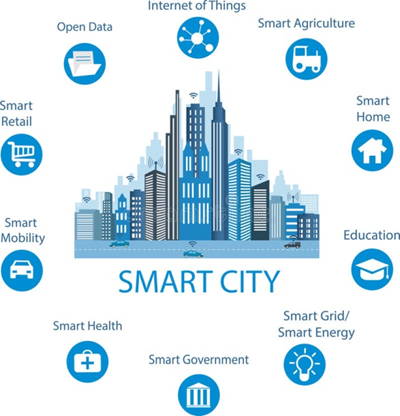 Internet of Things
Open Data
Smart Agriculture
Smart
Retail
Smart
Home
Smart
Mobility
Education
SMART CITY
Smart Health
Smart Grid/
Smart Energy
Smart Government